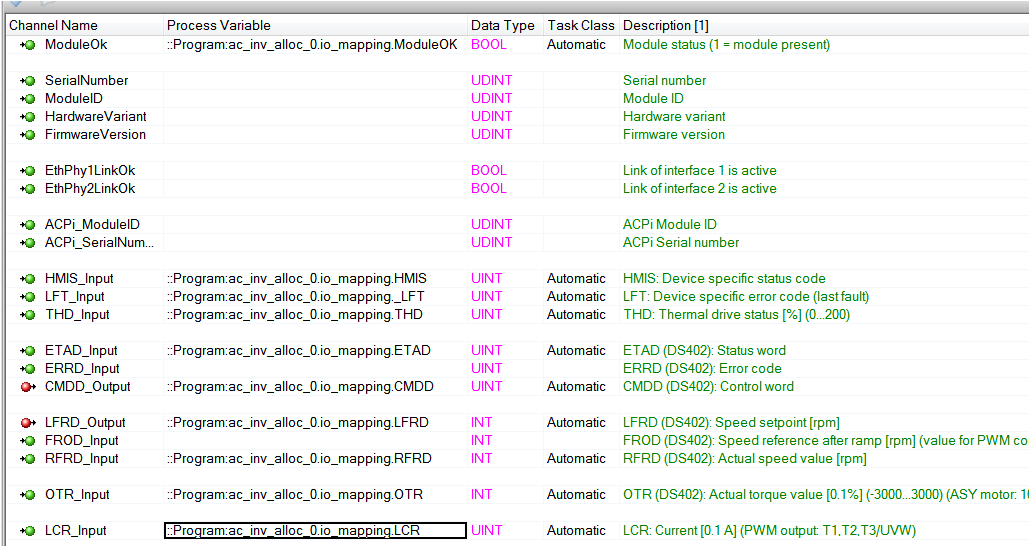 Channel Name Process Variable Data Type Task Class Description [1]
ModuleOk ::Program:ac_inv_alloc_0.io_mapping.ModuleOK BOOL Automatic Module status (1 = module present)
SerialNumber UDINT Serial number
ModuleID UDINT Module ID
HardwareVariant UDINT Hardware variant
FirmwareVersion UDINT Firmware version
EthPhy1LinkOk BOOL Link of interface 1 is active
EthPhy2LinkOk BOOL Link of interface 2 is active
ACPi_ModuleID UDINT ACPi Module ID
ACPi_SerialNum... UDINT ACPi Serial number
HMIS_Input ::Program:ac_inv_alloc_0.io_mapping.HMIS UINT Automatic HMIS: Device specific status code
LFT_Input ::Program:ac_inv_alloc_0.io_mapping._LFT UINT Automatic LFT: Device specific error code (last fault)
THD_Input ::Program:ac_inv_alloc_0.io_mapping.THD UINT Automatic THD: Thermal drive status [%] (0...200)
ETAD_Input ::Program:ac_inv_alloc_0.io_mapping.ETAD UINT Automatic ETAD (DS402): Status word
ERRD_Input UINT ERRD (DS402): Error code
CMDD_Output ::Program:ac_inv_alloc_0.io_mapping.CMDD UINT Automatic CMDD (DS402): Control word
LFRD_Output ::Program:ac_inv_alloc_0.io_mapping.LFRD INT Automatic LFRD (DS402): Speed setpoint [rpm]
FROD_Input INT FROD (DS402): Speed reference after ramp [rpm] (value for PWM co
RFRD_Input ::Program:ac_inv_alloc_0.io_mapping.RFRD INT Automatic RFRD (DS402): Actual speed value [rpm]
OTR_Input ::Program:ac_inv_alloc_0.io_mapping.OTR INT Automatic OTR (DS402): Actual torque value [0.1%] (-3000...3000) (ASY motor:
LCR_Input ::Program:ac_inv_alloc_0.io_mapping.LCR UINT Automatic LCR: Current [0.1 A] (PWM output: T1,T2,T3/UVW)